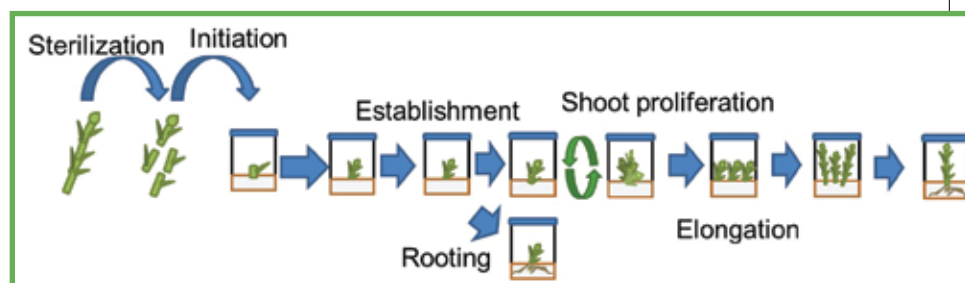 Sterilization
Initiation
Establishment
Shoot proliferation
Rooting
Elongation